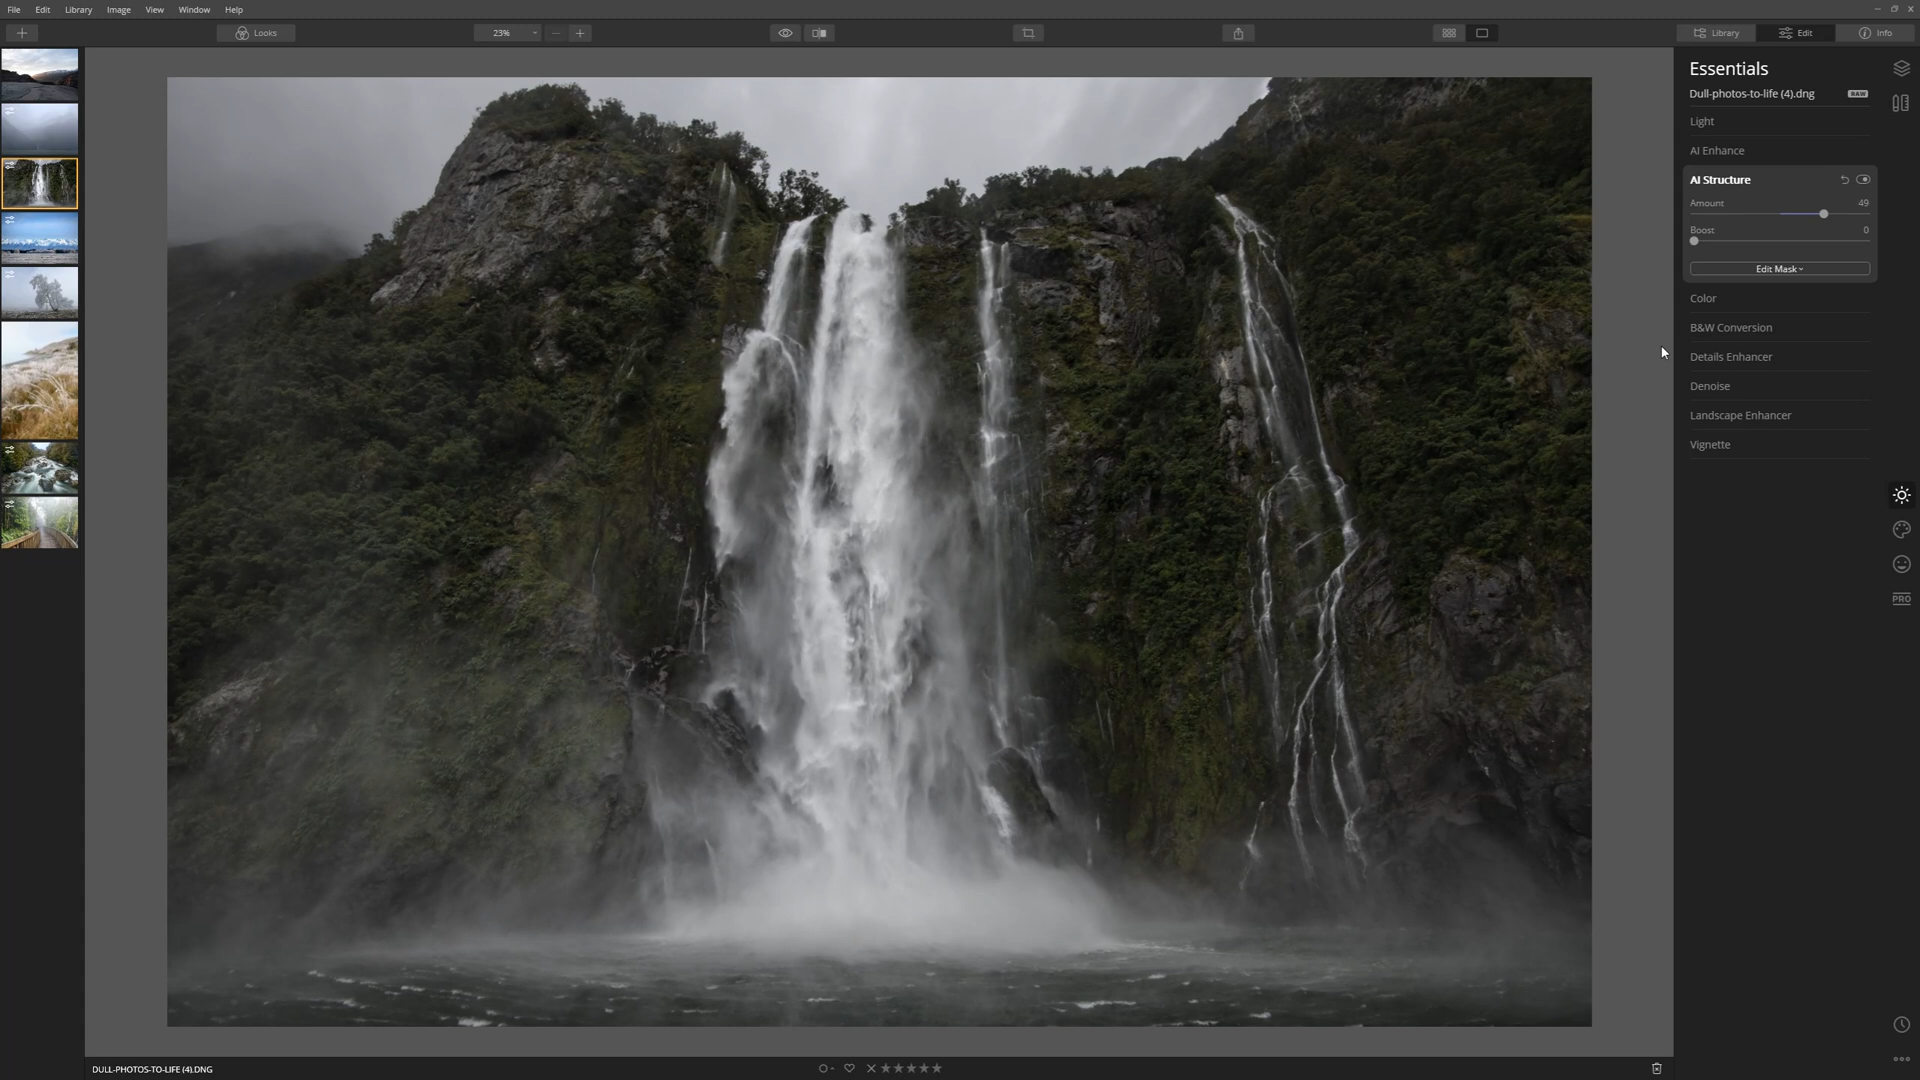 File Edit Library Image View Window Help
Looks 23% Library Edit Info
Essentials
Dull-photos-to-life (4).dng RAW
Light
AI Enhance
AI Structure
Amount 49
Boost 0
Edit Mask
Color
B&W Conversion
Details Enhancer
Denoise
Landscape Enhancer
Vignette
PRO
DULL-PHOTOS-TO-LIFE (4).DNG